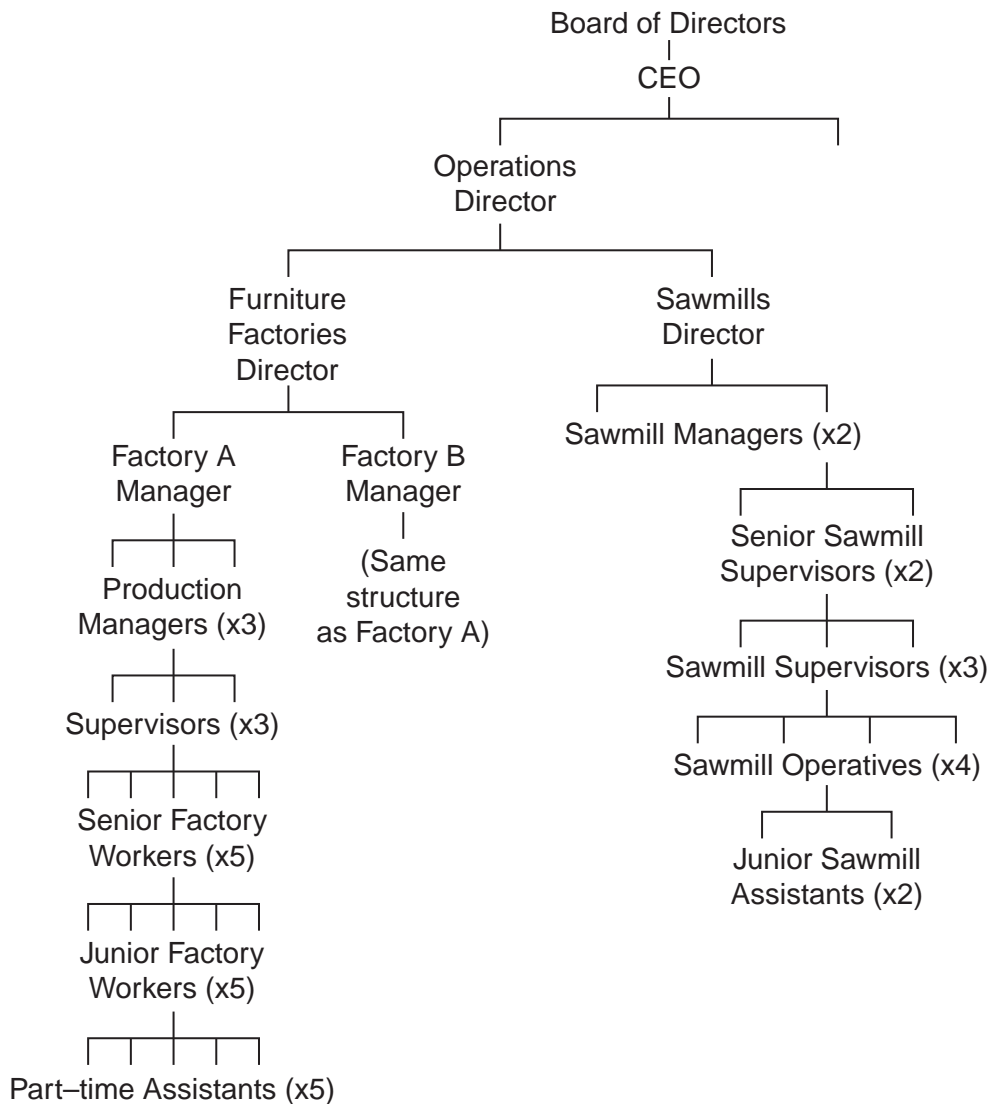 Board of Directors
CEO
Operations
Director
Furniture
Factories
Director
Sawmills
Director
Factory A
Manager
Factory B
Manager
(Same
structure
as Factory A)
Production
Managers (x3)
Supervisors (x3)
Senior Factory
Workers (x5)
Junior Factory
Workers (x5)
Part–time Assistants (x5)
Sawmill Managers (x2)
Senior Sawmill
Supervisors (x2)
Sawmill Supervisors (x3)
Sawmill Operatives (x4)
Junior Sawmill
Assistants (x2)